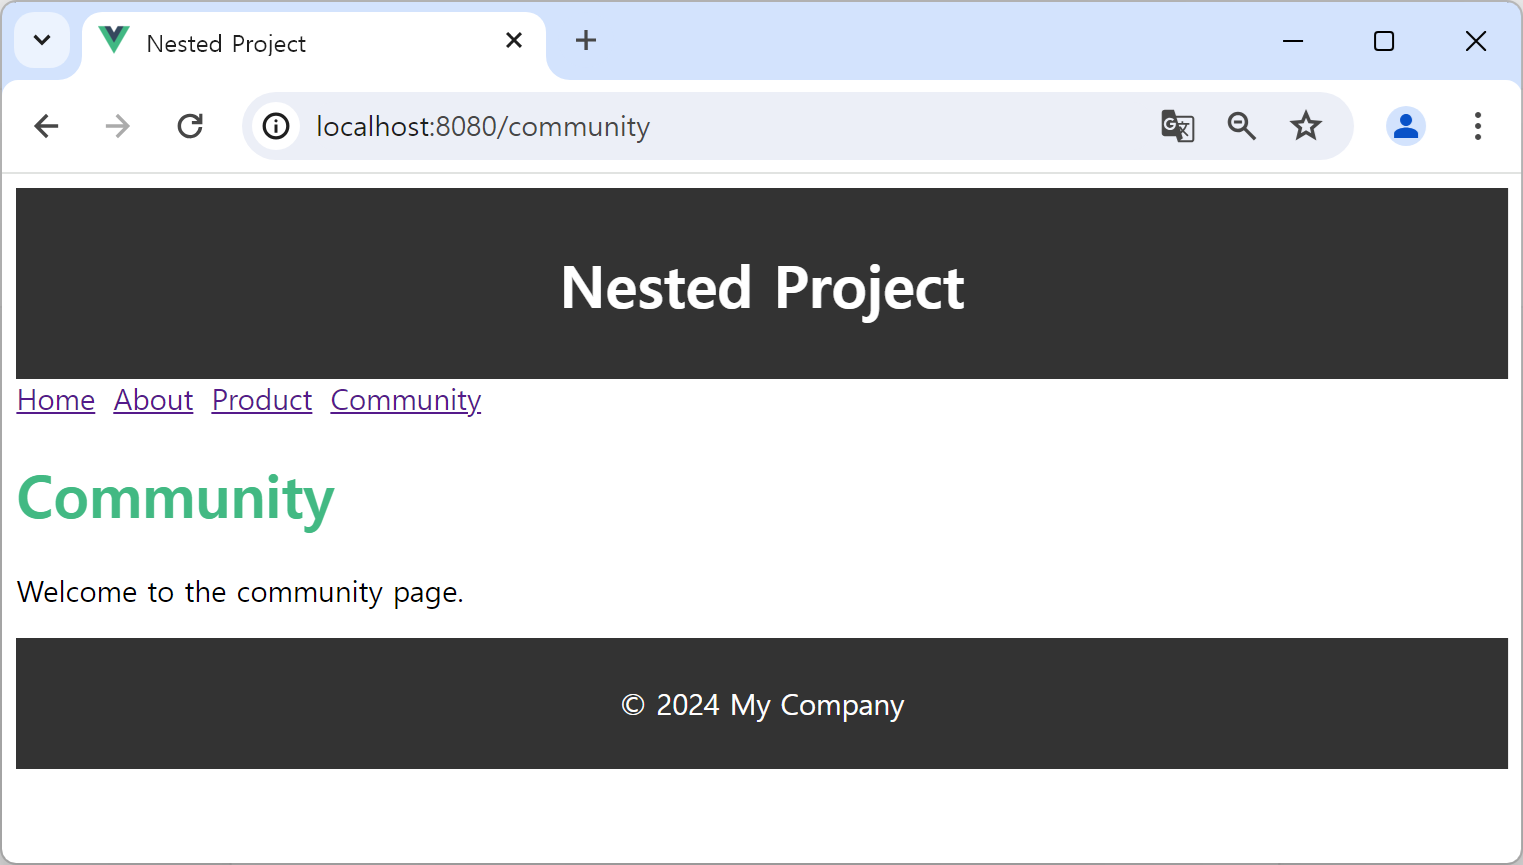 Nested Project
localhost:8080/community
Nested Project
Home About Product Community
Community
Welcome to the community page.
© 2024 My Company